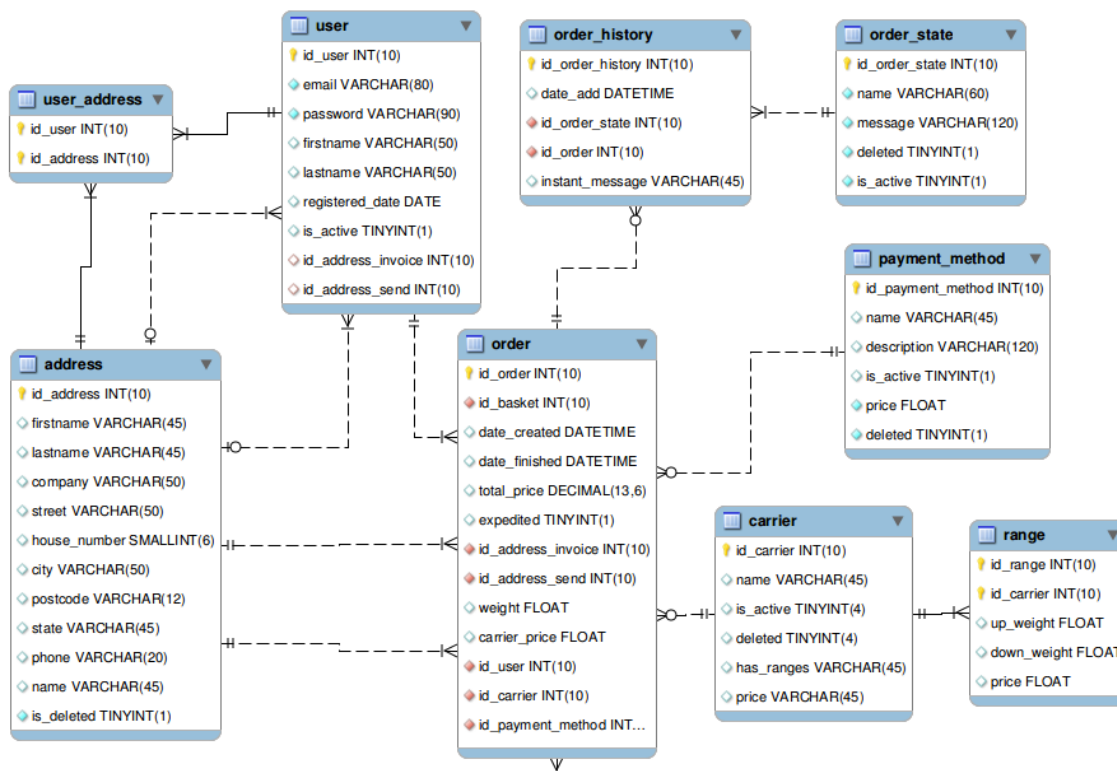 user
id_user INT(10)
email VARCHAR(80)
password VARCHAR(90)
firstname VARCHAR(50)
lastname VARCHAR(50)
registered_date DATE
is_active TINYINT(1)
id_address_invoice INT(10)
id_address_send INT(10)
order_history
id_order_history INT(10)
date_add DATETIME
id_order_state INT(10)
id_order INT(10)
instant_message VARCHAR(45)
order_state
id_order_state INT(10)
name VARCHAR(60)
message VARCHAR(120)
deleted TINYINT(1)
is_active TINYINT(1)
user_address
id_user INT(10)
id_address INT(10)
payment_method
id_payment_method INT(10)
name VARCHAR(45)
description VARCHAR(120)
is_active TINYINT(1)
price FLOAT
deleted TINYINT(1)
address
id_address INT(10)
firstname VARCHAR(45)
lastname VARCHAR(45)
company VARCHAR(50)
street VARCHAR(50)
house_number SMALLINT(6)
city VARCHAR(50)
postcode VARCHAR(12)
state VARCHAR(45)
phone VARCHAR(20)
name VARCHAR(45)
is_deleted TINYINT(1)
order
id_order INT(10)
id_basket INT(10)
date_created DATETIME
date_finished DATETIME
total_price DECIMAL(13,6)
expedited TINYINT(1)
id_address_invoice INT(10)
id_address_send INT(10)
weight FLOAT
carrier_price FLOAT
id_user INT(10)
id_carrier INT(10)
id_payment_method INT...
carrier
id_carrier INT(10)
name VARCHAR(45)
is_active TINYINT(4)
deleted TINYINT(4)
has_ranges VARCHAR(45)
price VARCHAR(45)
range
id_range INT(10)
id_carrier INT(10)
up_weight FLOAT
down_weight FLOAT
price FLOAT